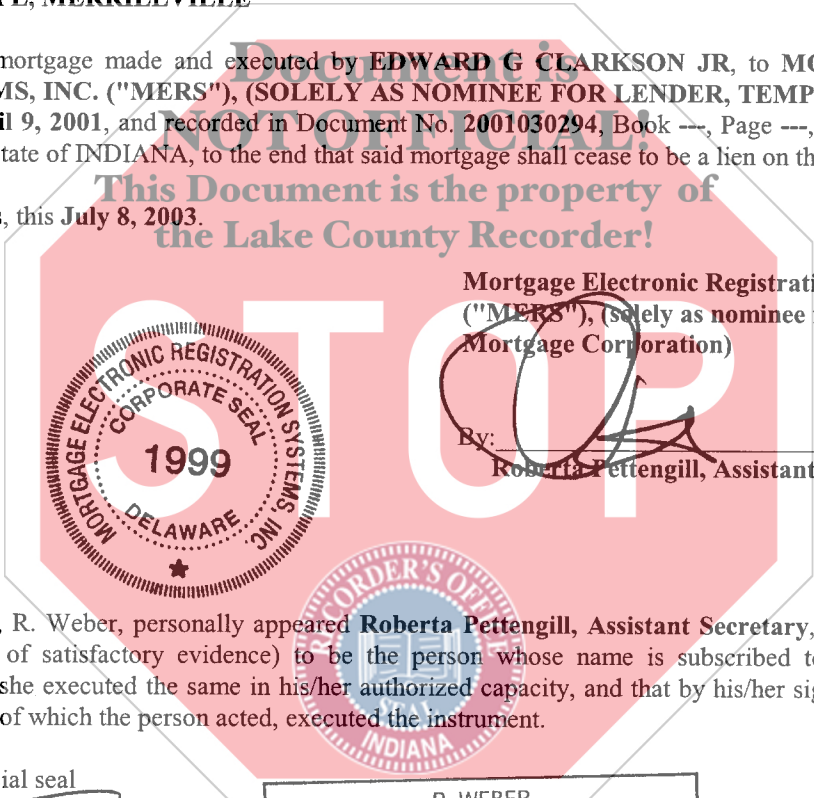 E, MERRILLVILLE
mortgage made and executed by EDWARD G CLARKSON JR, to MO
MS, INC. ("MERS"), (SOLELY AS NOMINEE FOR LENDER, TEMP
il 9, 2001, and recorded in Document No. 2001030294, Book ---, Page ---,
tate of INDIANA, to the end that said mortgage shall cease to be a lien on th
s, this July 8, 2003.
Document is
NOT OFFICIAL!
This Document is the property of
the Lake County Recorder!
STOP
Mortgage Electronic Registrati
("MERS"), (solely as nominee
Mortgage Corporation)
By:
Roberta Pettengill, Assistant
MORTGAGE ELECTRONIC REGISTRATION SYSTEMS, INC.
CORPORATE SEAL
1999
DELAWARE
RECORDER'S OFFICE
SEAL
INDIANA
, R. Weber, personally appeared Roberta Pettengill, Assistant Secretary,
of satisfactory evidence) to be the person whose name is subscribed t
she executed the same in his/her authorized capacity, and that by his/her sig
of which the person acted, executed the instrument.
ial seal
R. WEBER